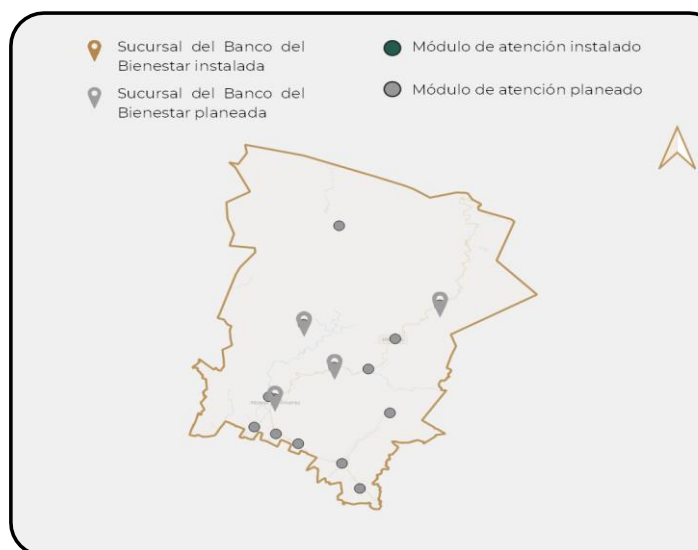 Sucursal del Banco del
Bienestar instalada
Sucursal del Banco del
Bienestar planeada
Módulo de atención instalado
Módulo de atención planeado